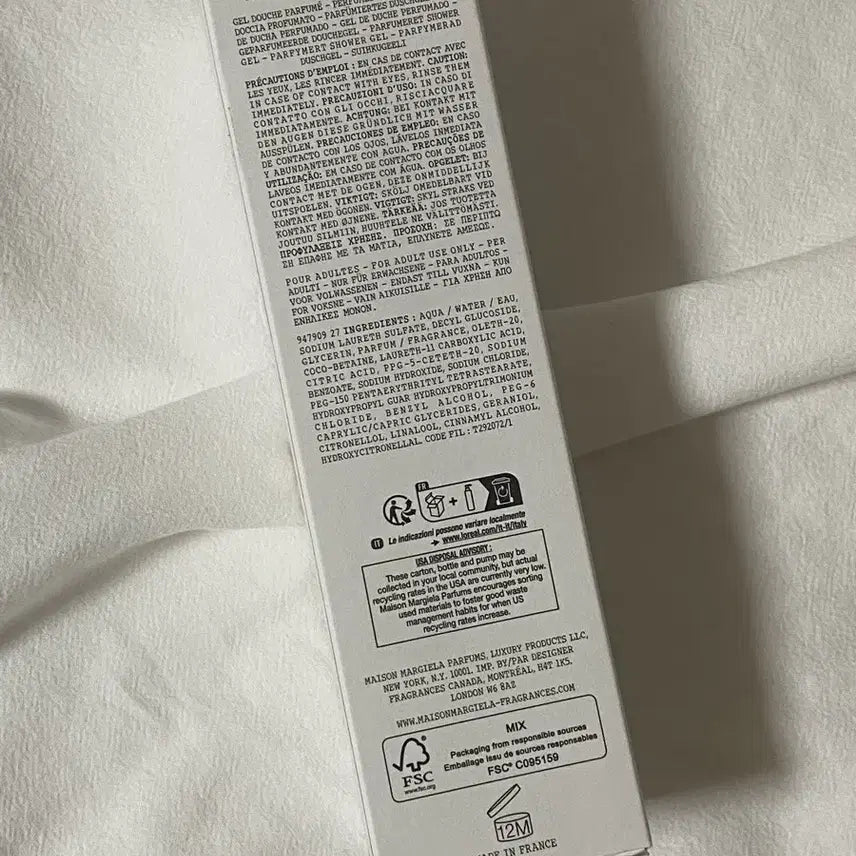 GEL DOUCHE PARFUMÉ - PERFUMED
DOCCIA PROFUMATO - PARFÜMIERTES DUSCHGEL
DE DUCHA PERFUMADO - GEL DE DUCHE PERFUMADO -
GEPARFUMEERDE DOUCHEGEL - PARFUMERET SHOWER
GEL - PARFYMERT SHOWER GEL - PARFYMERAD
DUSCHGEL - SUIHKUGEELI
PRÉCAUTIONS D'EMPLOI : EN CAS DE CONTACT AVEC
LES YEUX, LES RINCER IMMÉDIATEMENT. CAUTION:
IN CASE OF CONTACT WITH EYES, RINSE THEM
IMMEDIATELY. PRECAUZIONI D'USO: IN CASO DI
CONTATTO CON GLI OCCHI, RISCIACQUARE
IMMEDIATAMENTE. ACHTUNG: BEI KONTAKT MIT
DEN AUGEN DIESE GRÜNDLICH MIT WASSER
AUSSPÜLEN. PRECAUCIONES DE EMPLEO: EN CASO
DE CONTACTO CON LOS OJOS, LÁVELOS INMEDIATA
Y ABUNDANTEMENTE CON AGUA. PRECAUÇÕES DE
UTILIZAÇÃO: EM CASO DE CONTACTO COM OS OLHOS
LAVEOS IMEDIATAMENTE COM ÁGUA. OPGELET: BIJ
CONTACT MET DE OGEN, DEZE ONMIDDELLIJK
UITSPOELEN. VIKTIGT: SKÖLJ OMEDELBART VID
KONTAKT MED ÖGONEN. VIGTIGT: SKYL STRAKS VED
KONTAKT MED ØJNENE. TÄRKEÄÄ: JOS TUOTETTA
JOUTUU SILMIIN, HUUHTELE NE VÄLITTÖMÄSTI.
ΠΡΟΦΥΛΑΞΕΙΣ ΧΡΗΣΗΣ. ΠΡΟΣΟΧΗ: ΣΕ ΠΕΡΙΠΤΩ
ΣΗ ΕΠΑΦΗΣ ΜΕ ΤΑ ΜΑΤΙΑ, ΕΠΛΥΝΕΤΕ ΑΜΕΣΩΣ.
POUR ADULTES - FOR ADULT USE ONLY - PER
ADULTI - NUR FÜR ERWACHSENE - PARA ADULTOS -
VOOR VOLWASSENEN - ENDAST TILL VUXNA - KUN
FOR VOKSNE - VAIN AIKUISILLE - ΓΙΑ ΧΡΗΣΗ ΑΠΟ
ΕΝΗΛΙΚΕΣ ΜΟΝΟΝ.
947909 27 INGREDIENTS : AQUA / WATER / EAU,
SODIUM LAURETH SULFATE, DECYL GLUCOSIDE,
GLYCERIN, PARFUM / FRAGRANCE, OLETH-20,
COCO-BETAINE, LAURETH-11 CARBOXYLIC ACID,
CITRIC ACID, PPG-5-CETETH-20, SODIUM
BENZOATE, SODIUM HYDROXIDE, SODIUM CHLORIDE,
PEG-150 PENTAERYTHRITYL TETRASTEARATE,
HYDROXYPROPYL GUAR HYDROXYPROPYLTRIMONIUM
CHLORIDE, BENZYL ALCOHOL, PEG-6
CAPRYLIC/CAPRIC GLYCERIDES, GERANIOL,
CITRONELLOL, LINALOOL, CINNAMYL ALCOHOL,
HYDROXYCITRONELLAL. CODE FIL : T292072/1
FR
+
IT Le indicazioni possono variare localmente
→ www.loreal.com/it-it/italy
USA DISPOSAL ADVISORY :
These carton, bottle and pump may be
collected in your local community, but actual
recycling rates in the USA are currently very low.
Maison Margiela Parfums encourages sorting
used materials to foster good waste
management habits for when US
recycling rates increase.
MAISON MARGIELA PARFUMS, LUXURY PRODUCTS LLC,
NEW YORK, N.Y. 10001. IMP. BY/PAR DESIGNER
FRAGRANCES CANADA, MONTRÉAL, H4T 1K5.
LONDON W6 8AZ
WWW.MAISONMARGIELA-FRAGRANCES.COM
FSC
www.fsc.org
MIX
Packaging from responsible sources
Emballage issu de sources responsables
FSC® C095159
12M
MADE IN FRANCE